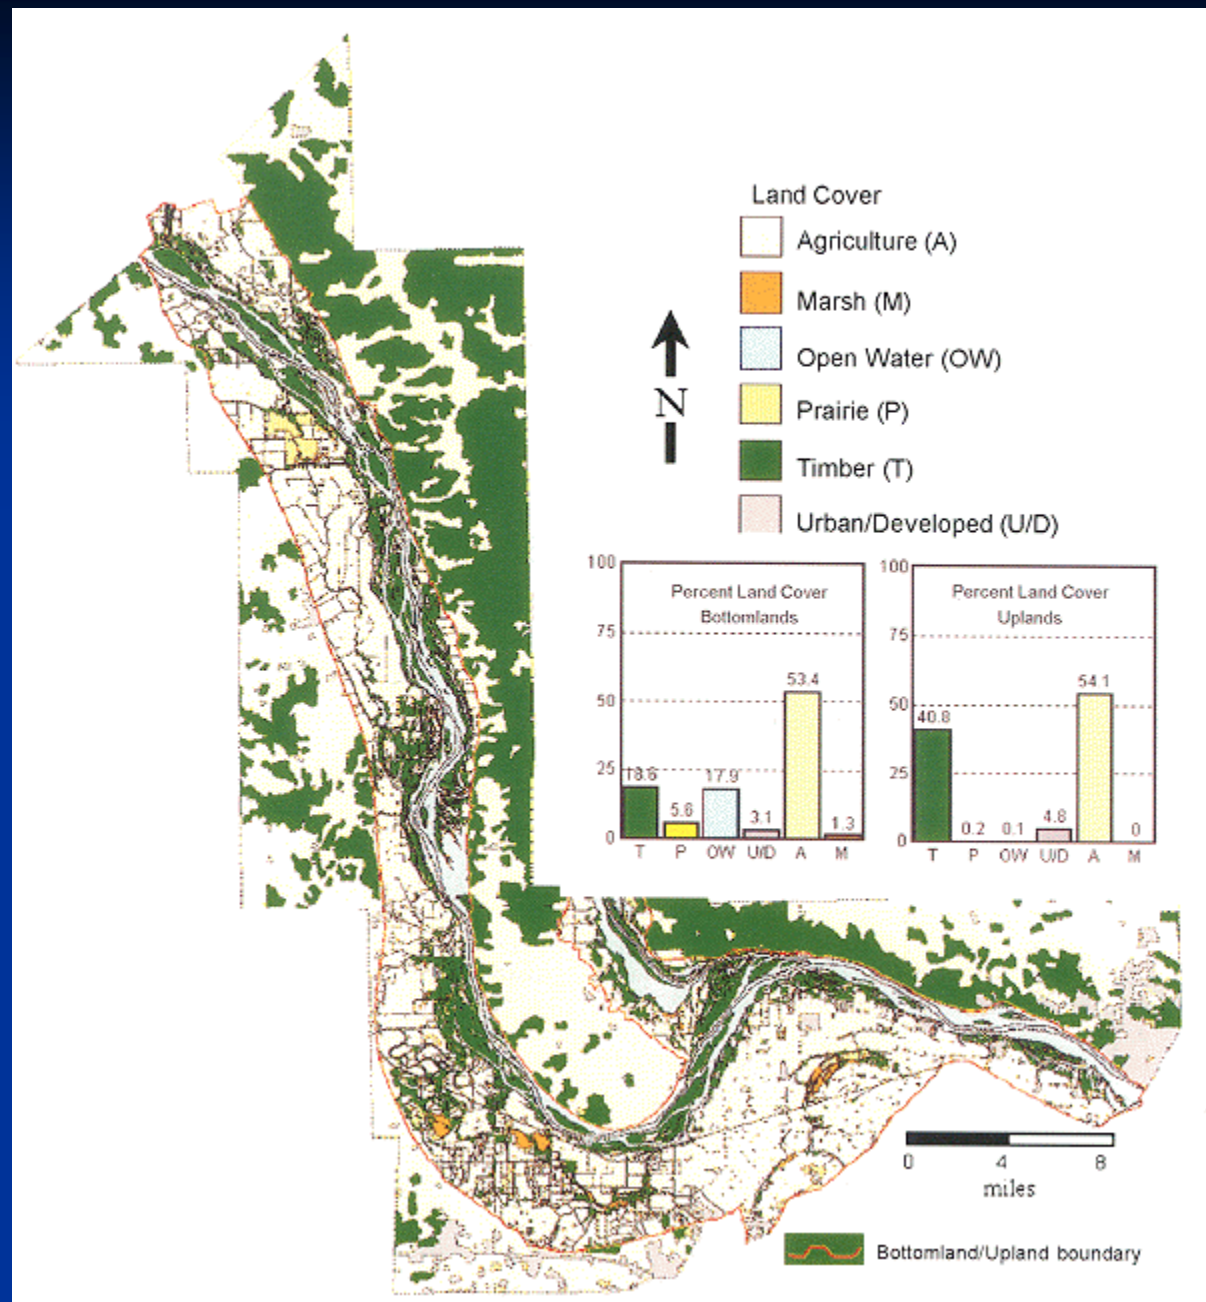 Land Cover
Agriculture (A)
Marsh (M)
Open Water (OW)
Prairie (P)
Timber (T)
Urban/Developed (U/D)
N
100
75
50
25
0
Percent Land Cover
Bottomlands
18.6
5.6
17.9
3.1
53.4
1.3
T P OW U/D A M
100
75
50
25
0
Percent Land Cover
Uplands
40.8
0.2
0.1
4.8
54.1
0
T P OW U/D A M
0 4 8
miles
Bottomland/Upland boundary